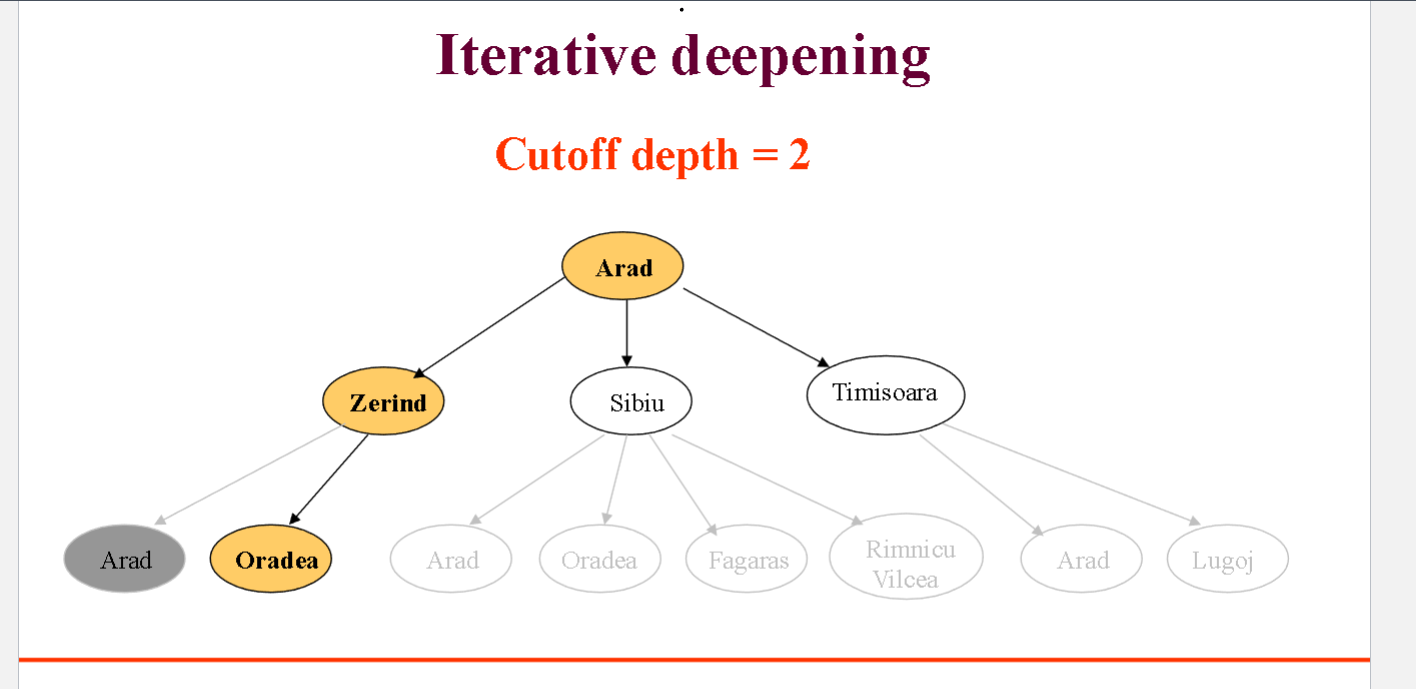 Iterative deepening
Cutoff depth = 2
Arad
Zerind
Sibiu
Timisoara
Arad
Oradea
Arad
Oradea
Fagaras
Rimnicu
Vilcea
Arad
Lugoj